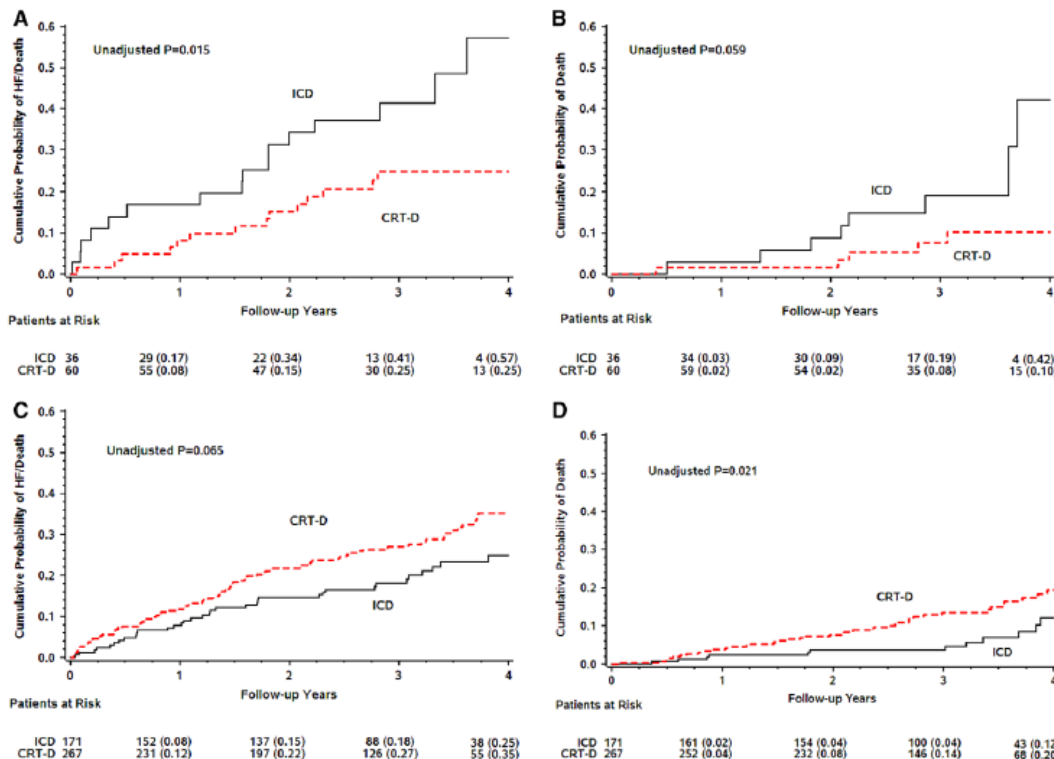 A
Cumulative Probability of HF/Death
0.6
0.5
0.4
0.3
0.2
0.1
0.0
Unadjusted P=0.015
ICD
CRT-D
0 1 2 3 4
Follow-up Years
Patients at Risk
ICD 36 29 (0.17) 22 (0.34) 13 (0.41) 4 (0.57)
CRT-D 60 55 (0.08) 47 (0.15) 30 (0.25) 13 (0.25)
B
Cumulative Probability of Death
0.6
0.5
0.4
0.3
0.2
0.1
0.0
Unadjusted P=0.059
ICD
CRT-D
0 1 2 3 4
Follow-up Years
Patients at Risk
ICD 36 34 (0.03) 30 (0.09) 17 (0.19) 4 (0.42)
CRT-D 60 59 (0.02) 54 (0.02) 35 (0.08) 15 (0.10
C
Cumulative Probability of HF/Death
0.6
0.5
0.4
0.3
0.2
0.1
0.0
Unadjusted P=0.065
CRT-D
ICD
0 1 2 3 4
Follow-up Years
Patients at Risk
ICD 171 152 (0.08) 137 (0.15) 88 (0.18) 38 (0.25)
CRT-D 267 231 (0.12) 197 (0.22) 126 (0.27) 55 (0.35)
D
Cumulative Probability of Death
0.6
0.5
0.4
0.3
0.2
0.1
0.0
Unadjusted P=0.021
CRT-D
ICD
0 1 2 3 4
Follow-up Years
Patients at Risk
ICD 171 161 (0.02) 154 (0.04) 100 (0.04) 43 (0.12
CRT-D 267 252 (0.04) 232 (0.08) 146 (0.14) 68 (0.20